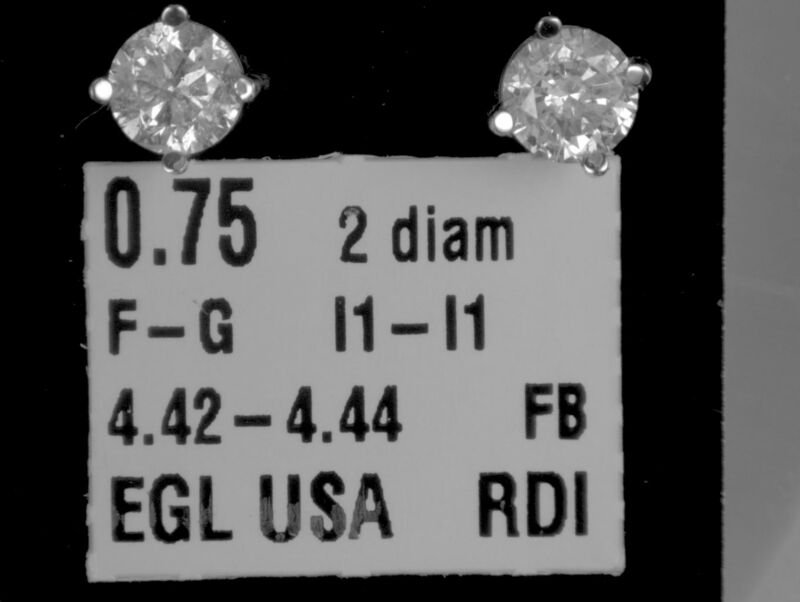 0.75 2 diam
F-G I1-I1
4.42-4.44 FB
EGL USA RDI